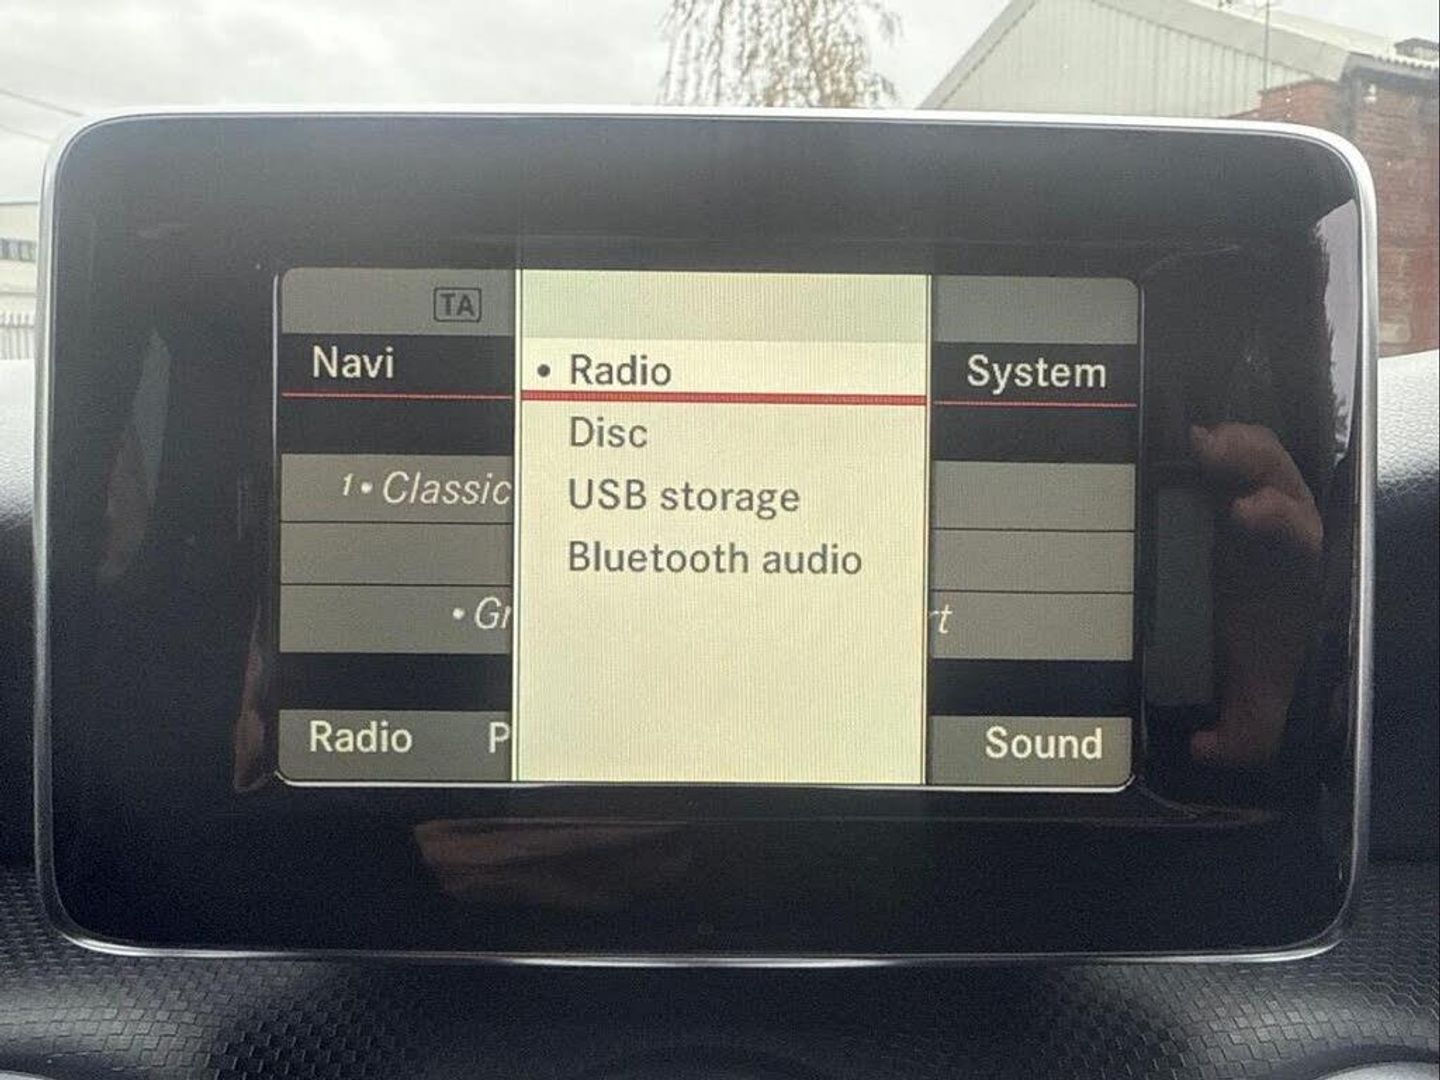 TA
Navi
• Radio
System
Disc
1• Classic
USB storage
Bluetooth audio
Radio
Sound